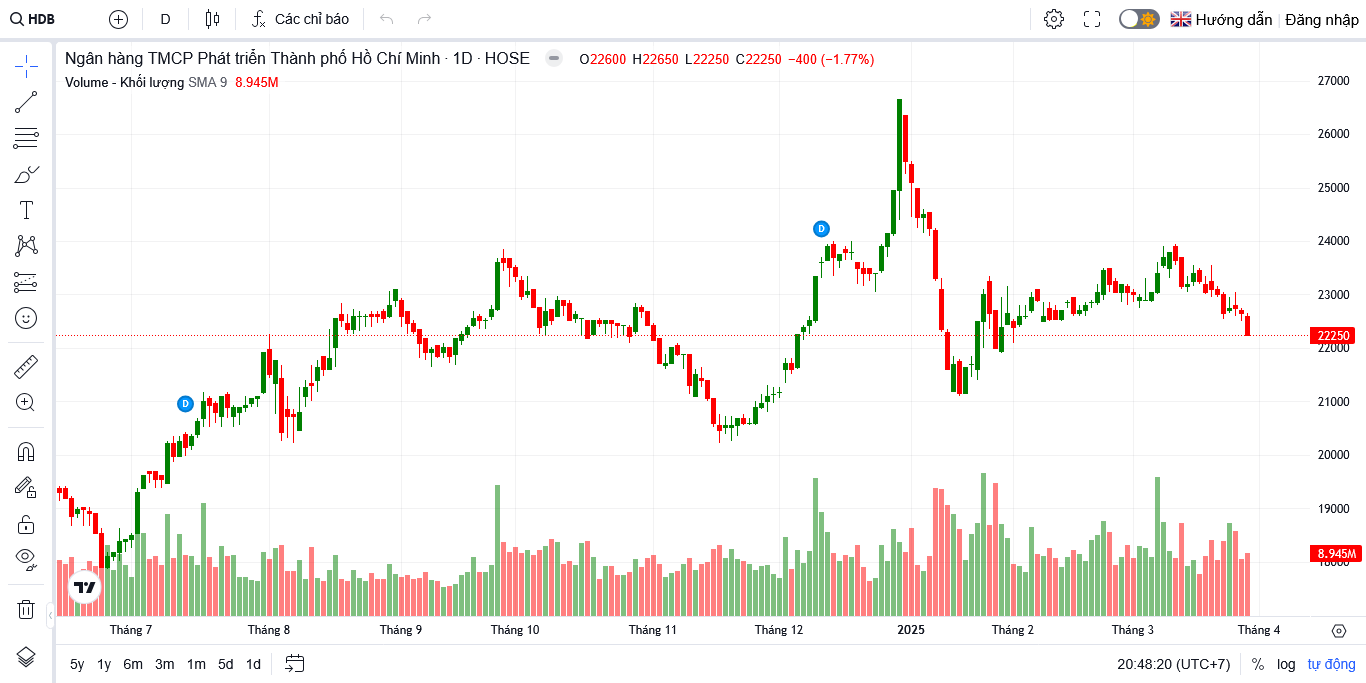 HDB D Các chỉ báo Hướng dẫn Đăng nhập
Ngân hàng TMCP Phát triển Thành phố Hồ Chí Minh · 1D · HOSE O22600 H22650 L22250 C22250 −400 (−1.77%)
Volume - Khối lượng SMA 9 8.945M
27000
26000
25000
24000
23000
22250
22000
21000
20000
19000
8.945M
18000
D
D
Tháng 7 Tháng 8 Tháng 9 Tháng 10 Tháng 11 Tháng 12 2025 Tháng 2 Tháng 3 Tháng 4
5y 1y 6m 3m 1m 5d 1d 20:48:20 (UTC+7) % log tự động